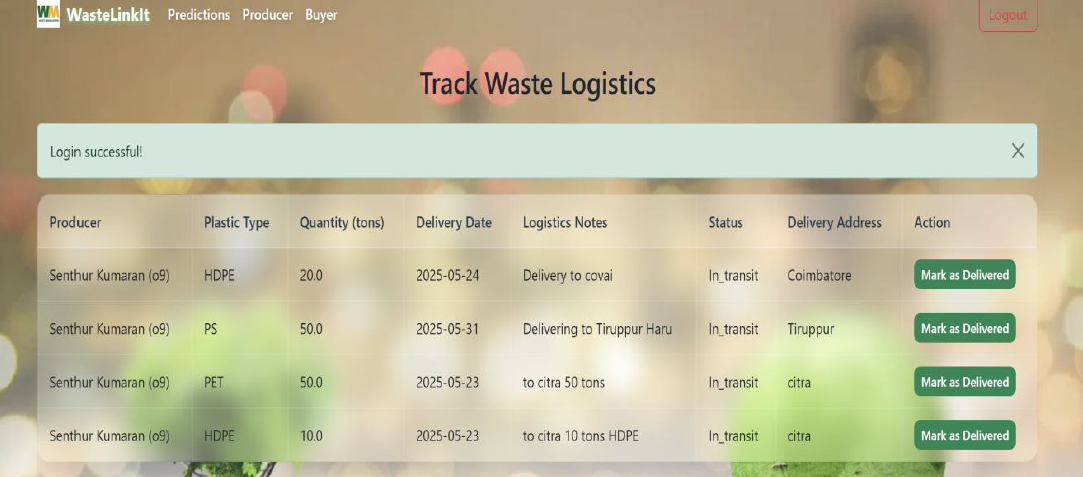 WM WasteLinkIt Predictions Producer Buyer Logout
Track Waste Logistics
Login successful! X
Producer Plastic Type Quantity (tons) Delivery Date Logistics Notes Status Delivery Address Action
Senthur Kumaran (o9) HDPE 20.0 2025-05-24 Delivery to covai In_transit Coimbatore Mark as Delivered
Senthur Kumaran (o9) PS 50.0 2025-05-31 Delivering to Tiruppur Haru In_transit Tiruppur Mark as Delivered
Senthur Kumaran (o9) PET 50.0 2025-05-23 to citra 50 tons In_transit citra Mark as Delivered
Senthur Kumaran (o9) HDPE 10.0 2025-05-23 to citra 10 tons HDPE In_transit citra Mark as Delivered